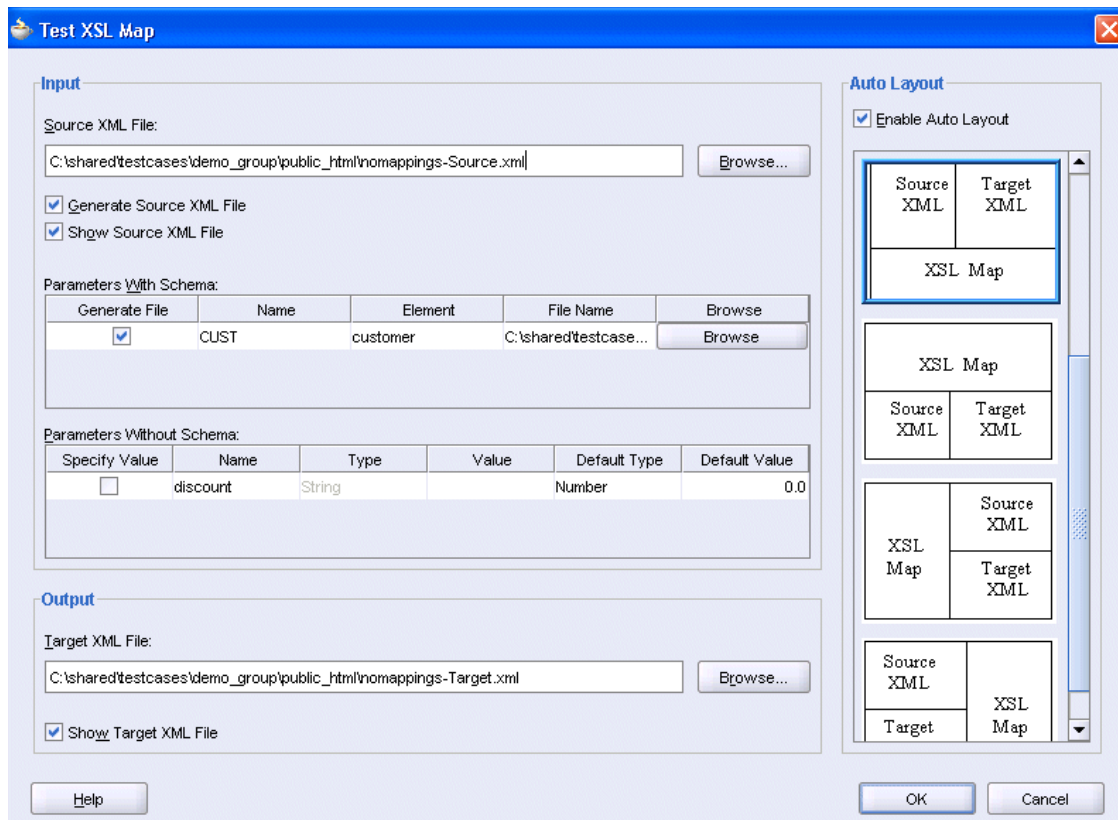 Test XSL Map
Input
Source XML File:
C:\shared\testcases\demo_group\public_html\nomappings-Source.xml
Browse...
Generate Source XML File
Show Source XML File
Parameters With Schema:
Generate File Name Element File Name Browse
CUST customer C:\shared\testcase... Browse
Parameters Without Schema:
Specify Value Name Type Value Default Type Default Value
discount String Number 0.0
Output
Target XML File:
C:\shared\testcases\demo_group\public_html\nomappings-Target.xml
Browse...
Show Target XML File
Auto Layout
Enable Auto Layout
Source XML
Target XML
XSL Map
XSL Map
Source XML
Target XML
XSL Map
Source XML
Target XML
Source XML
Target
XSL Map
Help
OK
Cancel